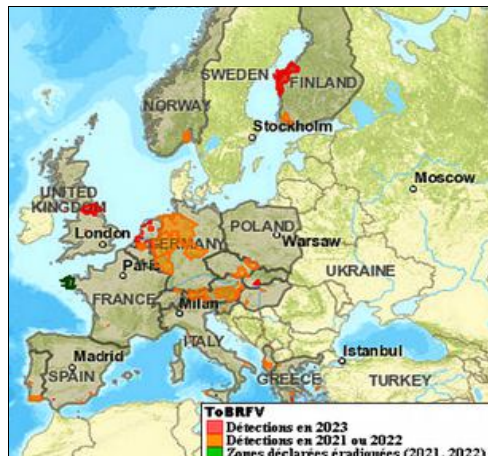 SWEDEN
FINLAND
NORWAY
Stockholm
Moscow
UNITED
KINGDOM
London
POLAND
GERMANY
Warsaw
Paris
UKRAINE
FRANCE
Milan
ITALY
Madrid
SPAIN
Istanbul
GREECE
TURKEY
ToBRFV
Détections en 2023
Détections en 2021 ou 2022
Zones déclarées éradiquées (2021, 2022)